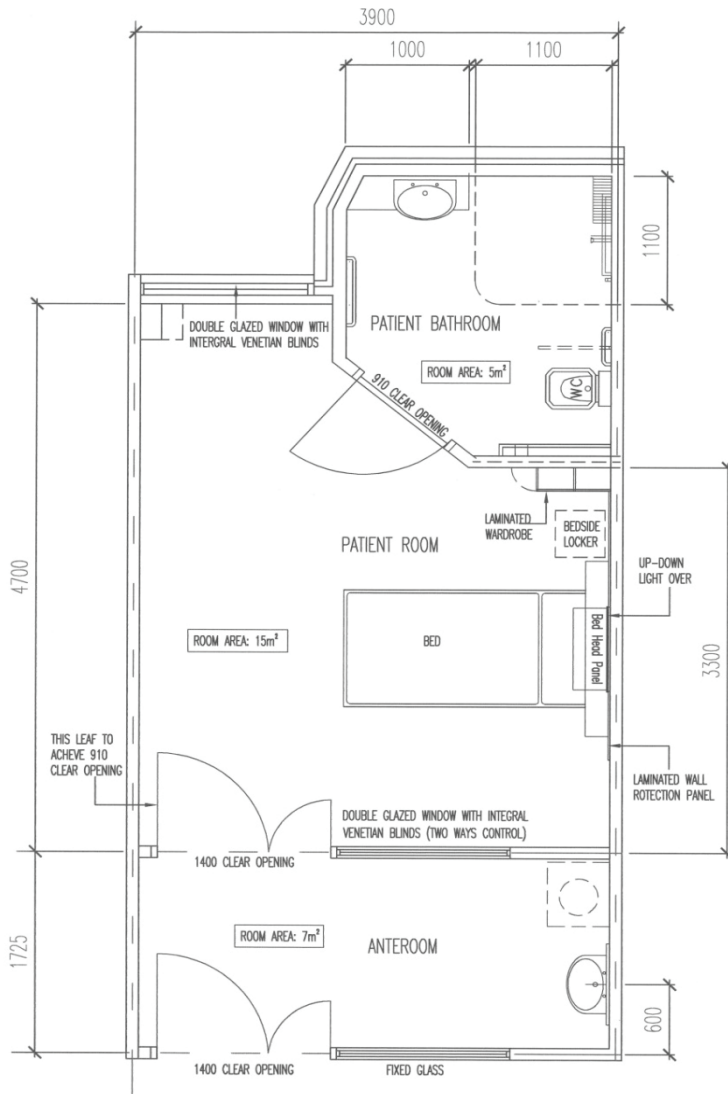 3900
1000
1100
1100
DOUBLE GLAZED WINDOW WITH
INTERGRAL VENETIAN BLINDS
PATIENT BATHROOM
ROOM AREA: 5m²
WC
910 CLEAR OPENING
LAMINATED
WARDROBE
BEDSIDE
LOCKER
PATIENT ROOM
UP-DOWN
LIGHT OVER
4700
ROOM AREA: 15m²
BED
Bed Head Panel
3300
THIS LEAF TO
ACHEVE 910
CLEAR OPENING
LAMINATED WALL
ROTECTION PANEL
DOUBLE GLAZED WINDOW WITH INTEGRAL
VENETIAN BLINDS (TWO WAYS CONTROL)
1400 CLEAR OPENING
1725
ROOM AREA: 7m²
ANTEROOM
600
1400 CLEAR OPENING
FIXED GLASS